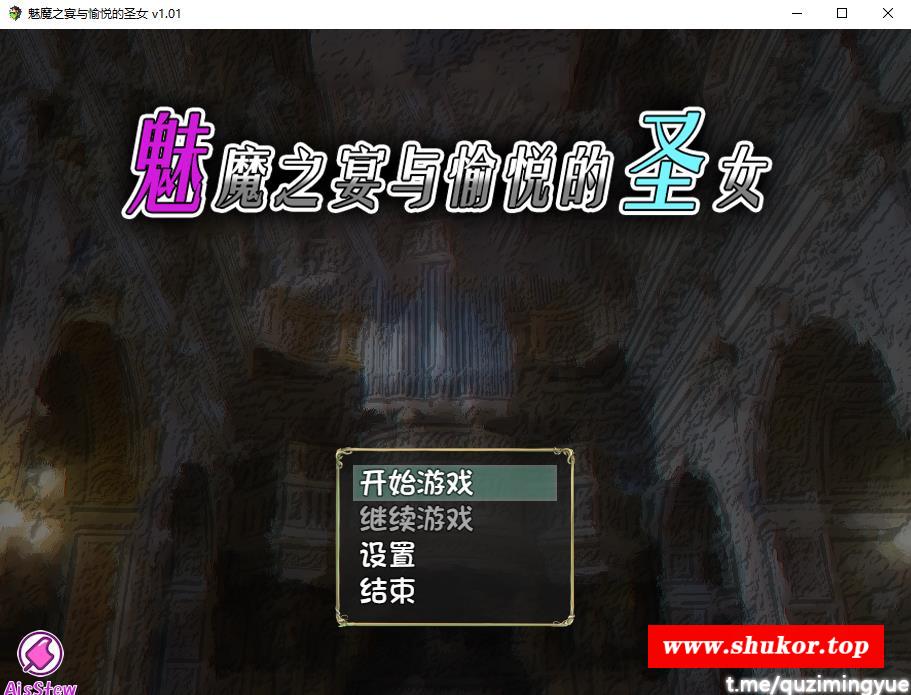 魅魔之宴与愉悦的圣女 v1.01
魅魔之宴与愉悦的圣女
开始游戏
继续游戏
设置
结束
www.shukor.top
AisStew
t.me/quzimingyue